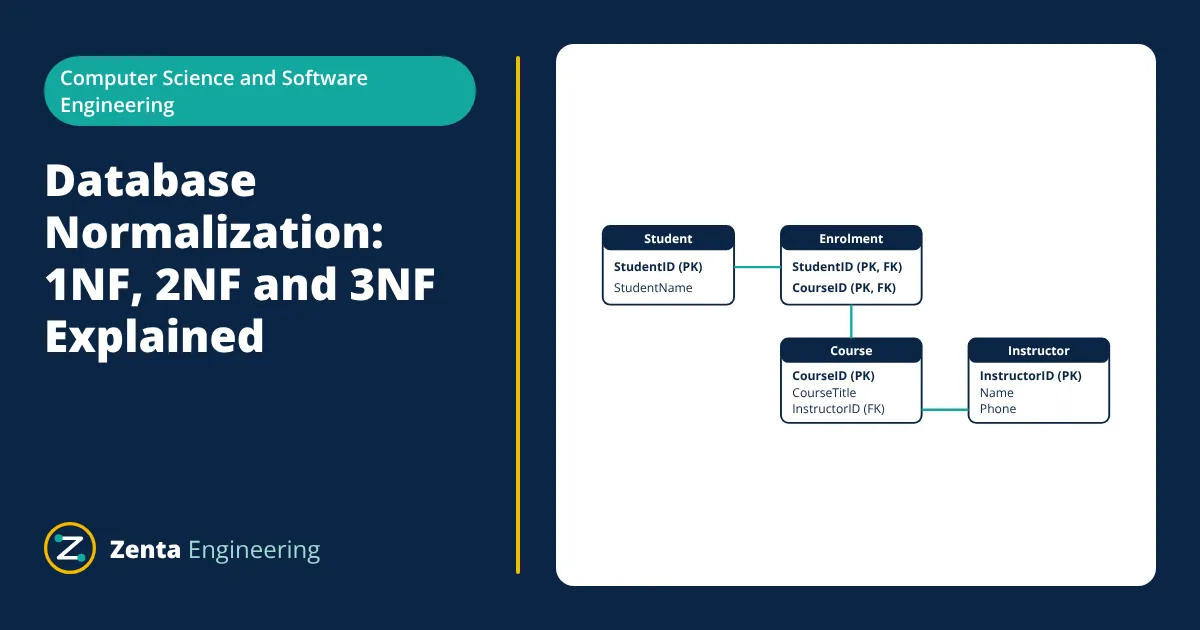 Computer Science and Software
Engineering
Database
Normalization:
1NF, 2NF and 3NF
Explained
Zenta Engineering
Student
StudentID (PK)
StudentName
Enrolment
StudentID (PK, FK)
CourseID (PK, FK)
Course
CourseID (PK)
CourseTitle
InstructorID (FK)
Instructor
InstructorID (PK)
Name
Phone